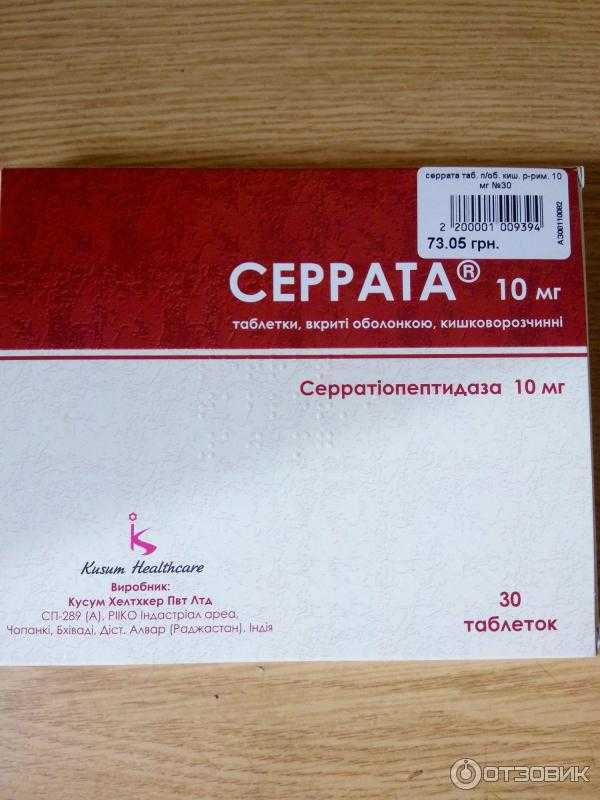 серрата таб. п/об. киш. р-рим. 10
мг №30
2 200001 009394
73.05 грн.
АЗ006110082
СЕРРАТА® 10 мг
таблетки, вкриті оболонкою, кишковорозчинні
Серратіопептидаза 10 мг
Kusum Healthcare
Виробник:
Кусум Хелтхкер Пвт Лтд
СП-289 (А), РІІКО Індастріал ареа,
Чопанкі, Бхіваді, Діст. Алвар (Раджастан), Індія
30
таблеток
ОТЗОВИК